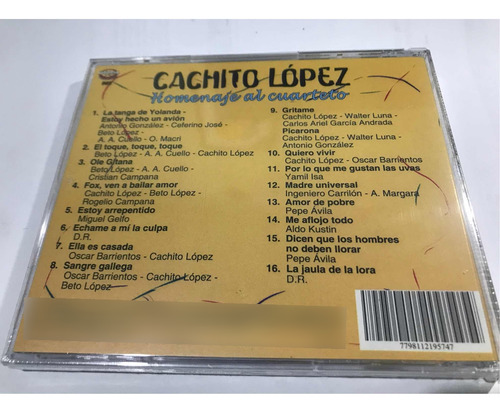 CACHITO LÓPEZ
Homenaje al cuarteto
1. La tanga de Yolanda -
Estoy hecho un avión
Antonio González - Ceferino José -
Beto López
A. A. Cuello - O. Macri
2. El toque, toque, toque
Beto López - A. A. Cuello - Cachito López
3. Ole Gitana
Beto López - A. A. Cuello -
Cristian Campana
4. Fox, ven a bailar amor
Cachito López - Beto López -
Rogelio Campana
5. Estoy arrepentido
Miguel Gelfo
6. Echame a mí la culpa
D.R.
7. Ella es casada
Oscar Barrientos - Cachito López
8. Sangre gallega
Oscar Barrientos - Cachito López -
Beto López
9. Gritame
Cachito López - Walter Luna -
Carlos Ariel García Andrada
Picarona
Cachito López - Walter Luna -
Antonio González
10. Quiero vivir
Cachito López - Oscar Barrientos
11. Por lo que me gustan las uvas
Yamil Isa
12. Madre universal
Ingeniero Carrilón - A. Margara
13. Amor de pobre
Pepe Ávila
14. Me aflojo todo
Aldo Kustin
15. Dicen que los hombres
no deben llorar
Pepe Ávila
16. La jaula de la lora
D.R.
7798112195747